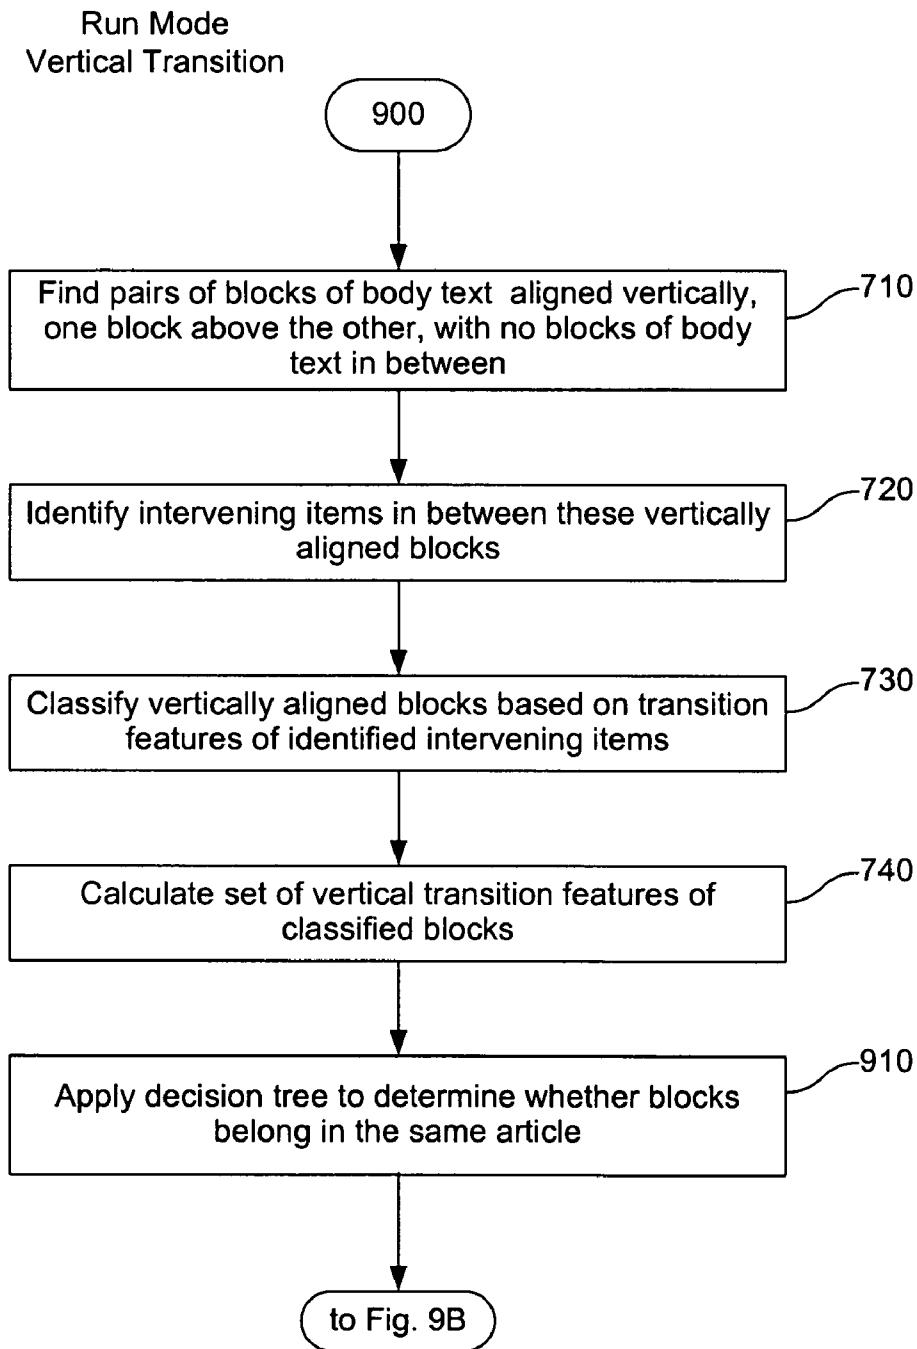 Run Mode
Vertical Transition
900
Find pairs of blocks of body text aligned vertically,
one block above the other, with no blocks of body
text in between
710
Identify intervening items in between these vertically
aligned blocks
720
Classify vertically aligned blocks based on transition
features of identified intervening items
730
Calculate set of vertical transition features of
classified blocks
740
Apply decision tree to determine whether blocks
belong in the same article
910
to Fig. 9B